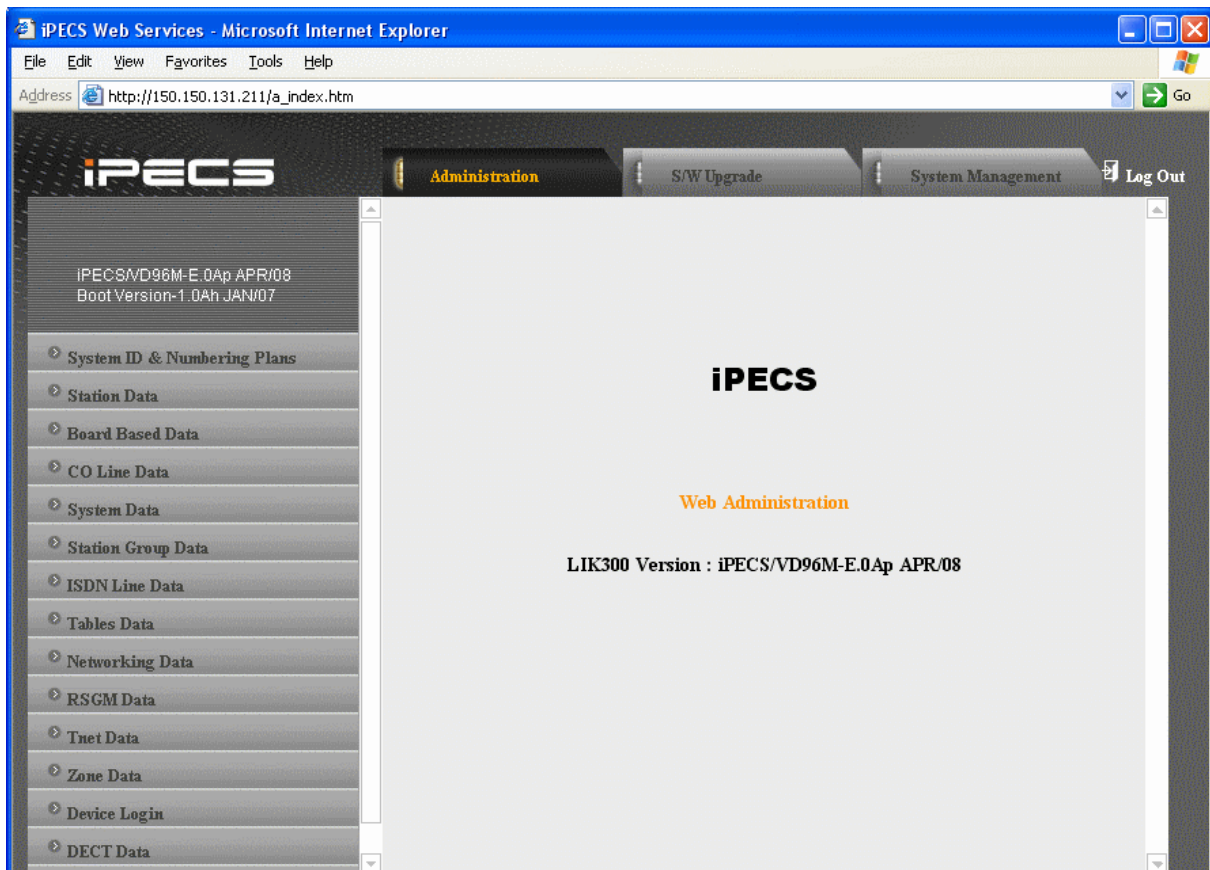 iPECS Web Services - Microsoft Internet Explorer
File Edit View Favorites Tools Help
Address http://150.150.131.211/a_index.htm Go
iPECS
Administration S/W Upgrade System Management Log Out
iPECS/VD96M-E.0Ap APR/08
Boot Version-1.0Ah JAN/07
System ID & Numbering Plans
Station Data
Board Based Data
CO Line Data
System Data
Station Group Data
ISDN Line Data
Tables Data
Networking Data
RSGM Data
Tnet Data
Zone Data
Device Login
DECT Data
iPECS
Web Administration
LIK300 Version : iPECS/VD96M-E.0Ap APR/08